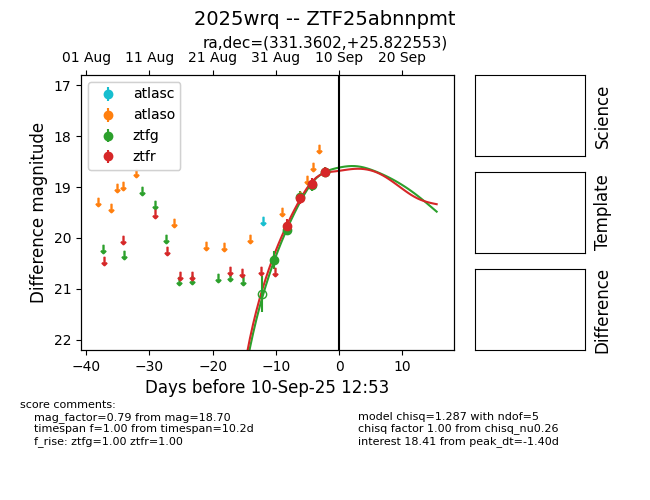 2025wrq -- ZTF25abnnpmt
ra,dec=(331.3602,+25.822553)
01 Aug 11 Aug 21 Aug 31 Aug 10 Sep 20 Sep
17
18
19
20
21
22
Difference magnitude
atlasc
atlaso
ztfg
ztfr
−40 −30 −20 −10 0 10
Days before 10-Sep-25 12:53
Science
Template
Difference
score comments:
mag_factor=0.79 from mag=18.70
timespan f=1.00 from timespan=10.2d
f_rise: ztfg=1.00 ztfr=1.00
model chisq=1.287 with ndof=5
chisq factor 1.00 from chisq_nu0.26
interest 18.41 from peak_dt=-1.40d